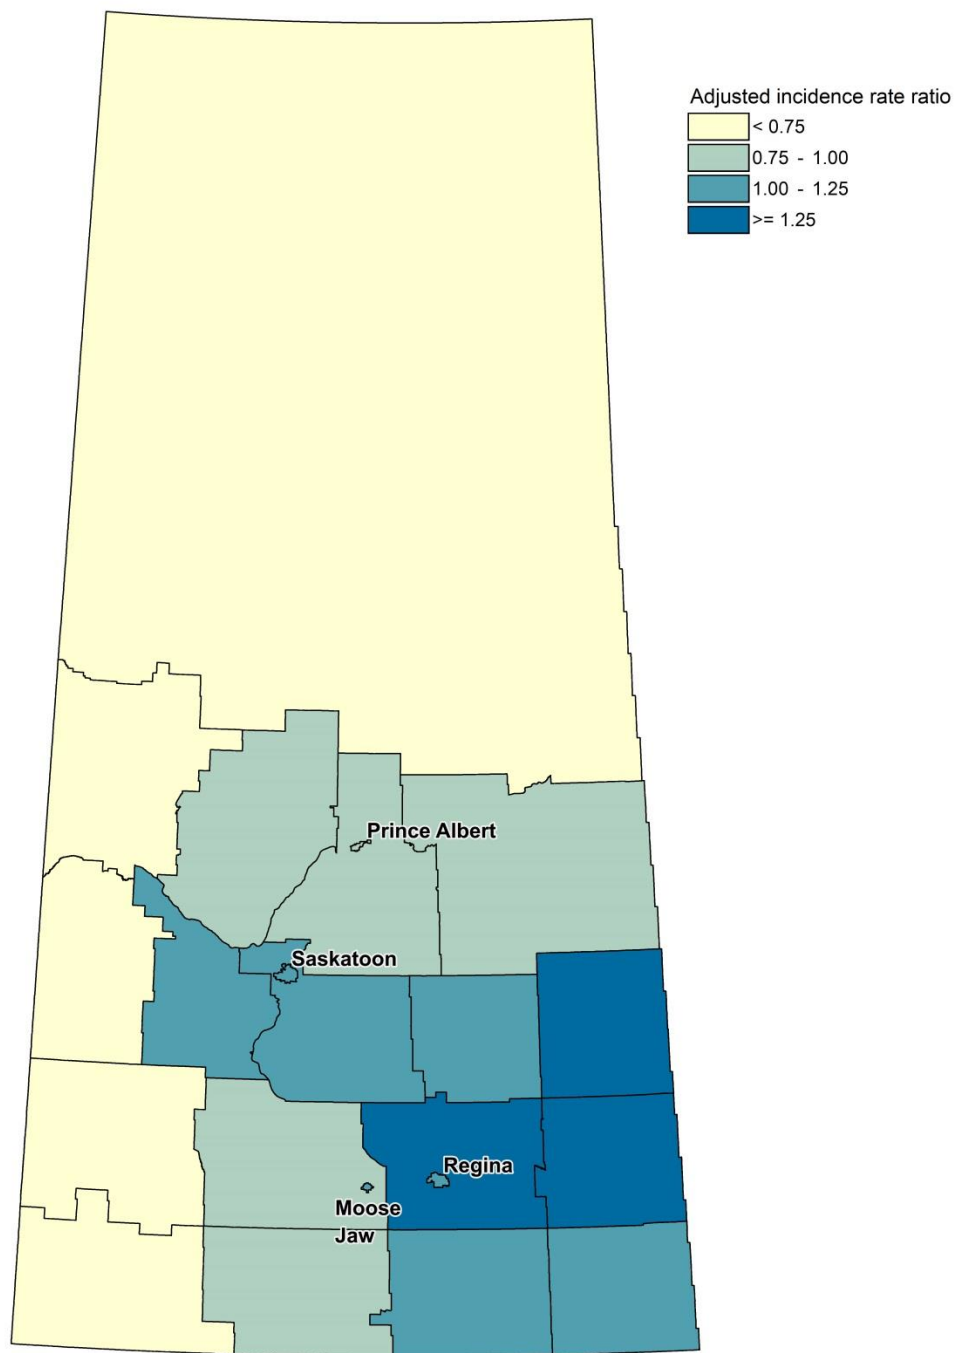 Adjusted incidence rate ratio
< 0.75
0.75 - 1.00
1.00 - 1.25
>= 1.25
Prince Albert
Saskatoon
Regina
Moose
Jaw